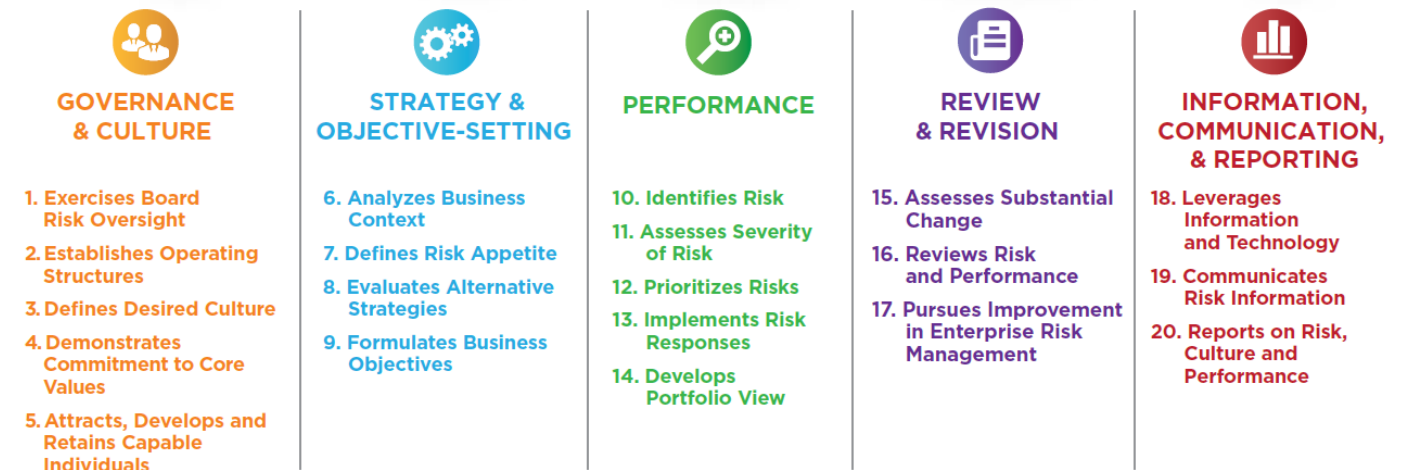 GOVERNANCE
& CULTURE
1. Exercises Board
Risk Oversight
2. Establishes Operating
Structures
3. Defines Desired Culture
4. Demonstrates
Commitment to Core
Values
5. Attracts, Develops and
Retains Capable
Individuals
STRATEGY &
OBJECTIVE-SETTING
6. Analyzes Business
Context
7. Defines Risk Appetite
8. Evaluates Alternative
Strategies
9. Formulates Business
Objectives
PERFORMANCE
10. Identifies Risk
11. Assesses Severity
of Risk
12. Prioritizes Risks
13. Implements Risk
Responses
14. Develops
Portfolio View
REVIEW
& REVISION
15. Assesses Substantial
Change
16. Reviews Risk
and Performance
17. Pursues Improvement
in Enterprise Risk
Management
INFORMATION,
COMMUNICATION,
& REPORTING
18. Leverages
Information
and Technology
19. Communicates
Risk Information
20. Reports on Risk,
Culture and
Performance